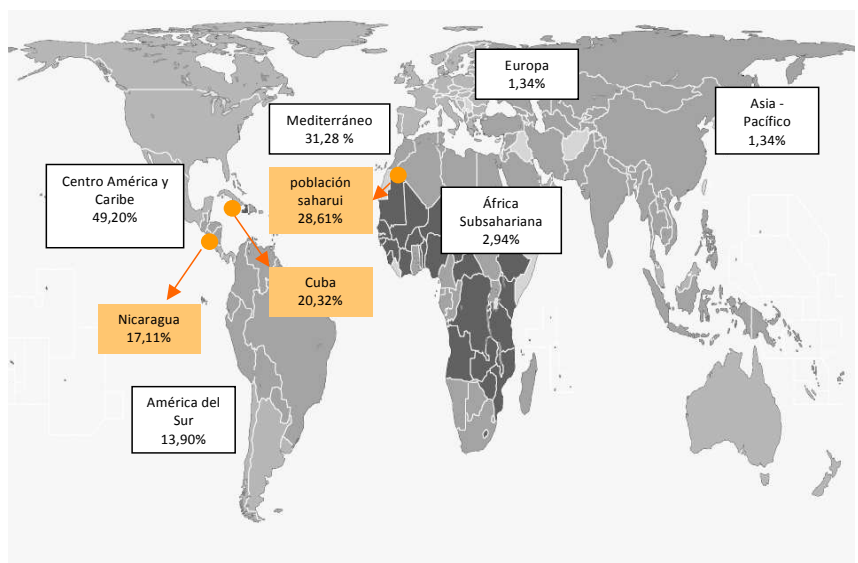 Europa
1,34%
Asia -
Pacífico
1,34%
Mediterráneo
31,28 %
Centro América y
Caribe
49,20%
población
saharui
28,61%
África
Subsahariana
2,94%
Cuba
20,32%
Nicaragua
17,11%
América del
Sur
13,90%